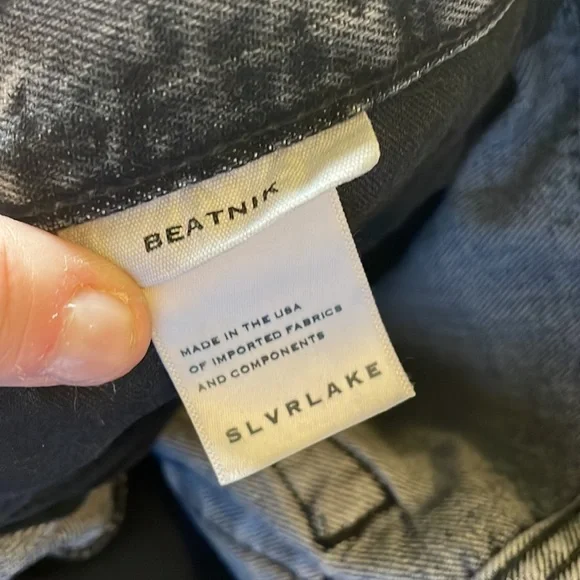 BEATNIK
MADE IN THE USA
OF IMPORTED FABRICS
AND COMPONENTS
SLVRLAKE